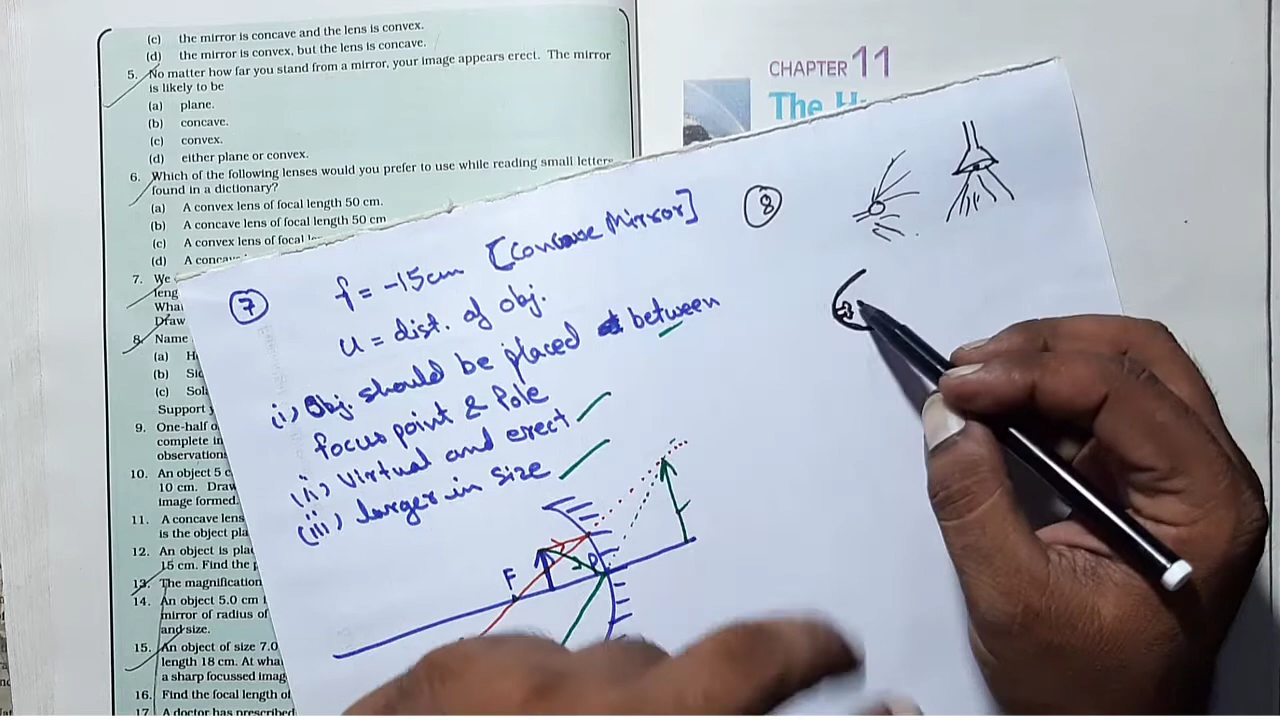 (c) the mirror is concave and the lens is convex.
(d) the mirror is convex, but the lens is concave.
5. No matter how far you stand from a mirror, your image appears erect. The mirror
is likely to be
(a) plane.
(b) concave.
(c) convex.
(d) either plane or convex.
6. Which of the following lenses would you prefer to use while reading small letters
found in a dictionary?
(a) A convex lens of focal length 50 cm.
(b) A concave lens of focal length 50 cm
(c) A convex lens of focal
(d) A
7. We
leng
Draw
8. Name
(a)
(b)
(c)
Support
9. One-half
complete
observation
10. An object 5
10 cm. Draw
image formed.
11. A concave lens
is the object
12. An object is
15 cm. Find the
13. The magnification
14. An object 5.0 cm
mirror of radius of
and size.
15. An object of size 7.0
length 18 cm. At
a sharp focussed
16. Find the focal length
17 A doctor has prescribed
CHAPTER 11
The
7
f = -15cm [Concave Mirror]
u = dist. of obj.
(i) Obj. should be placed between
focus point & Pole
(ii) Virtual and erect
(iii) larger in size
F
P
8